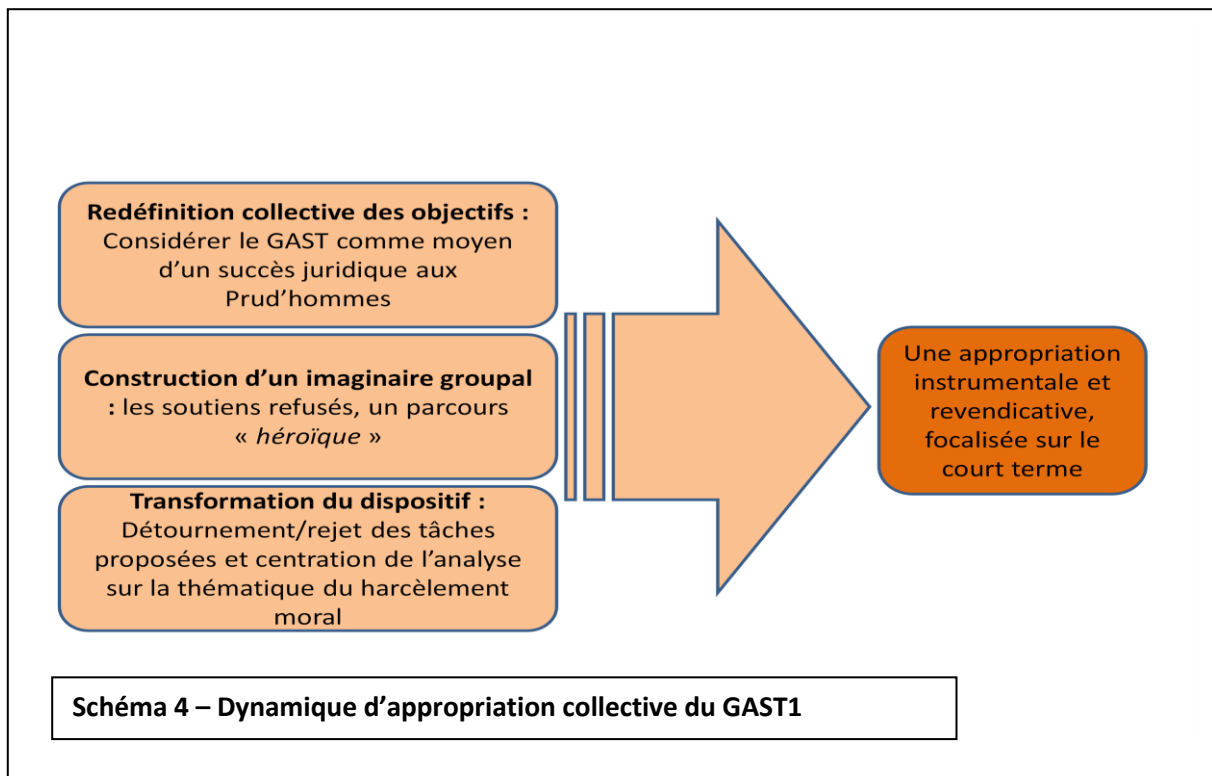 Redéfinition collective des objectifs :
Considérer le GAST comme moyen
d'un succès juridique aux
Prud'hommes
Construction d'un imaginaire groupal
: les soutiens refusés, un parcours
« héroïque »
Transformation du dispositif :
Détournement/rejet des tâches
proposées et centration de l'analyse
sur la thématique du harcèlement
moral
Une appropriation
instrumentale et
revendicative,
focalisée sur le
court terme
Schéma 4 – Dynamique d'appropriation collective du GAST1